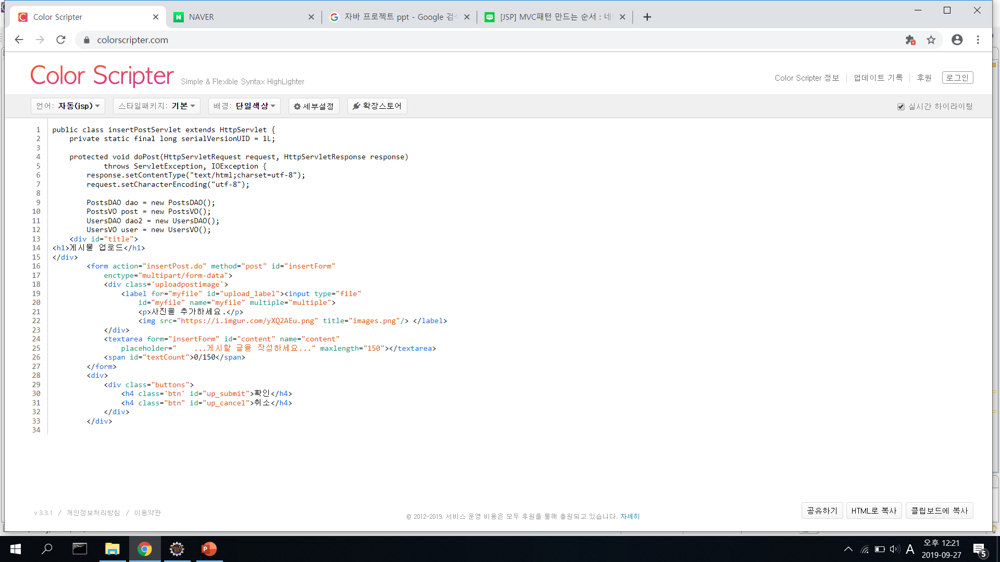 Color Scripter
NAVER
자바 프로젝트 ppt - Google 검색
[JSP] MVC패턴 만드는 순서 : 네이
colorscripter.com
Color Scripter Simple & Flexible Syntax HighLighter
Color Scripter 정보 업데이트 기록 후원 로그인
언어: 자동(jsp) 스타일패키지: 기본 배경: 단일색상 세부설정 확장스토어 실시간 하이라이팅
1 public class insertPostServlet extends HttpServlet {
2 private static final long serialVersionUID = 1L;
3
4 protected void doPost(HttpServletRequest request, HttpServletResponse response)
5 throws ServletException, IOException {
6 response.setContentType("text/html;charset=utf-8");
7 request.setCharacterEncoding("utf-8");
8
9 PostsDAO dao = new PostsDAO();
10 PostsVO post = new PostsVO();
11 UsersDAO dao2 = new UsersDAO();
12 UsersVO user = new UsersVO();
13 <div id="title">
14 <h1>게시물 업로드</h1>
15 </div>
16 <form action="insertPost.do" method="post" id="insertForm"
17 enctype="multipart/form-data">
18 <div class='uploadpostimage'>
19 <label for="myfile" id="upload_label"><input type="file"
20 id="myfile" name="myfile" multiple="multiple">
21 <p>사진을 추가하세요.</p>
22 <img src="https://i.imgur.com/yXQ2AEu.png" title="images.png"/> </label>
23 </div>
24 <textarea form="insertForm" id="content" name="content"
25 placeholder="    ...게시할 글을 작성하세요..." maxlength="150"></textarea>
26 <span id="textCount">0/150</span>
27 </form>
28 <div>
29 <div class="buttons">
30 <h4 class='btn' id="up_submit">확인</h4>
31 <h4 class="btn" id="up_cancel">취소</h4>
32 </div>
33 </div>
34
v 3.3.1 / 개인정보처리방침 / 이용약관
© 2012-2019. 서비스 운영 비용은 모두 후원을 통해 충원되고 있습니다. 자세히
공유하기 HTML로 복사 클립보드에 복사
A 오후 12:21
2019-09-27
5